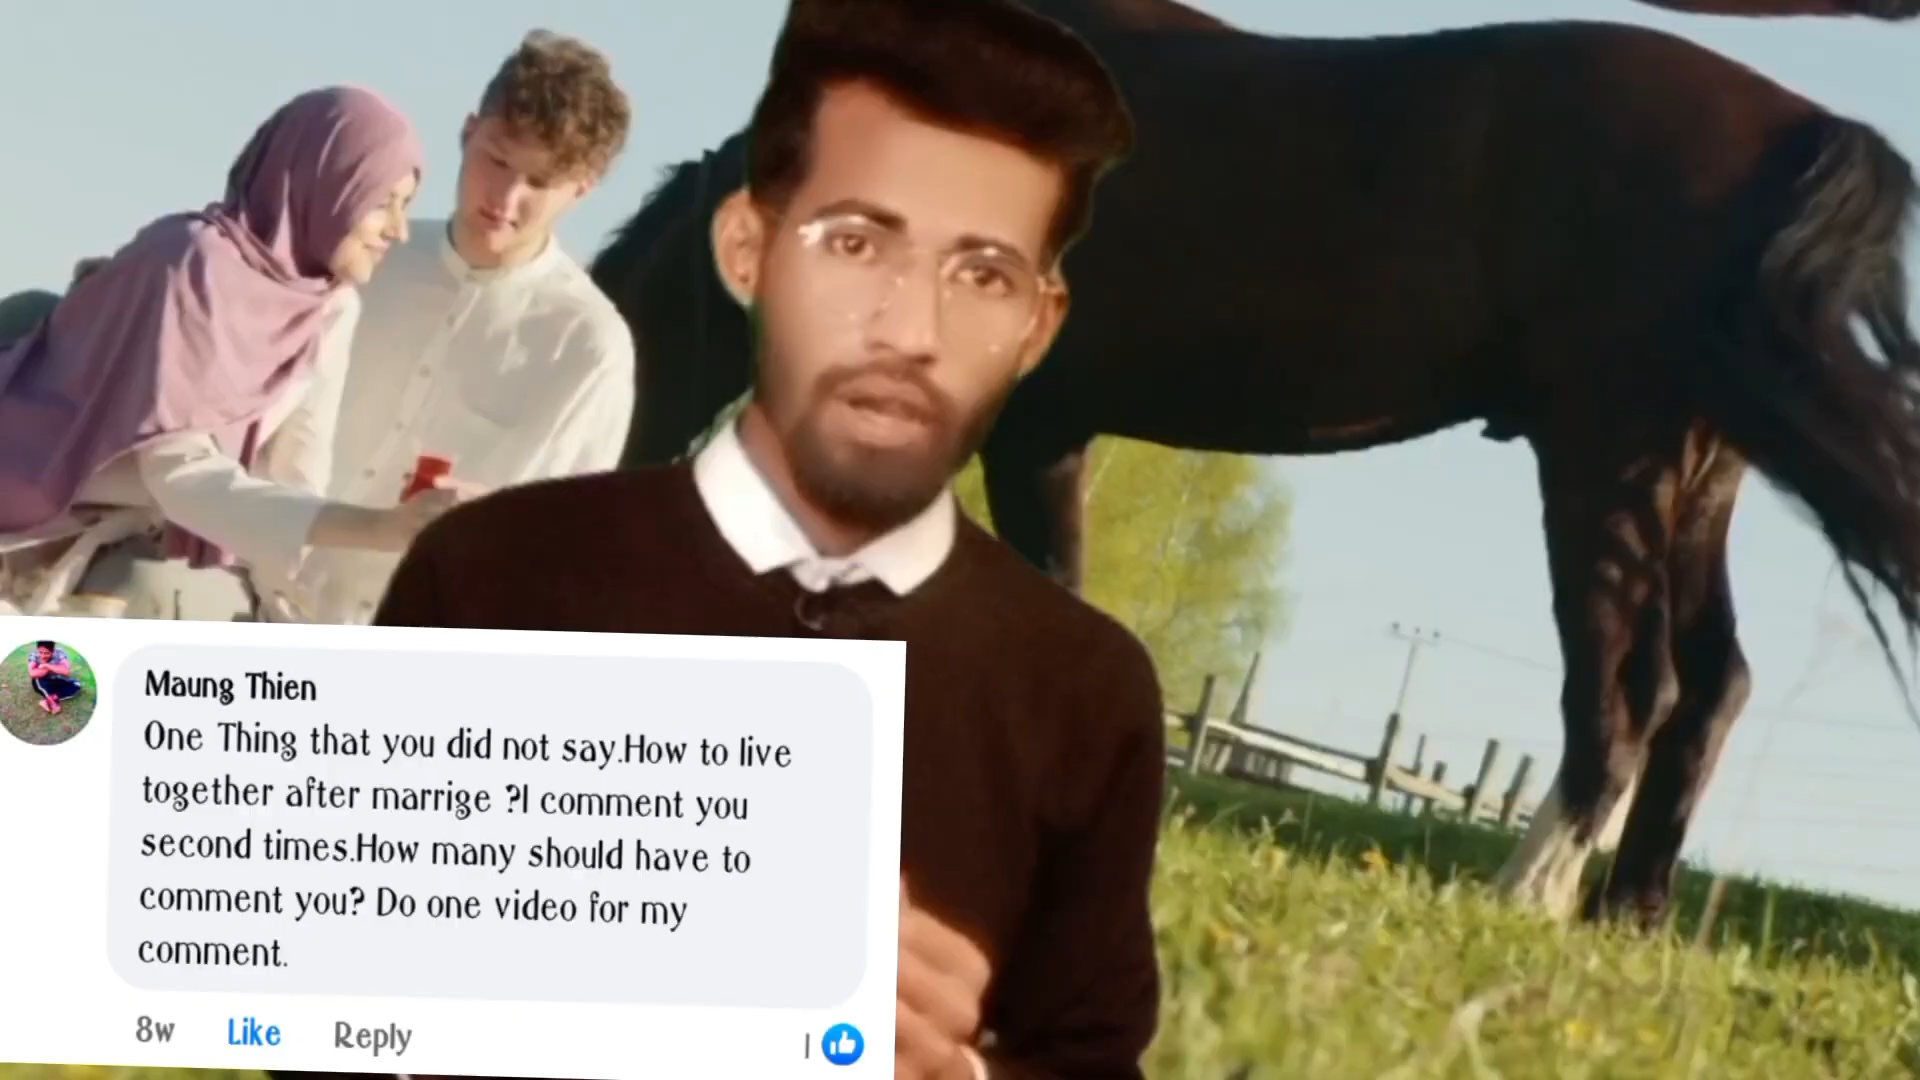 Maung Thien
One Thing that you did not say.How to live
together after marrige ?I comment you
second times.How many should have to
comment you? Do one video for my
comment.
8w Like Reply 1